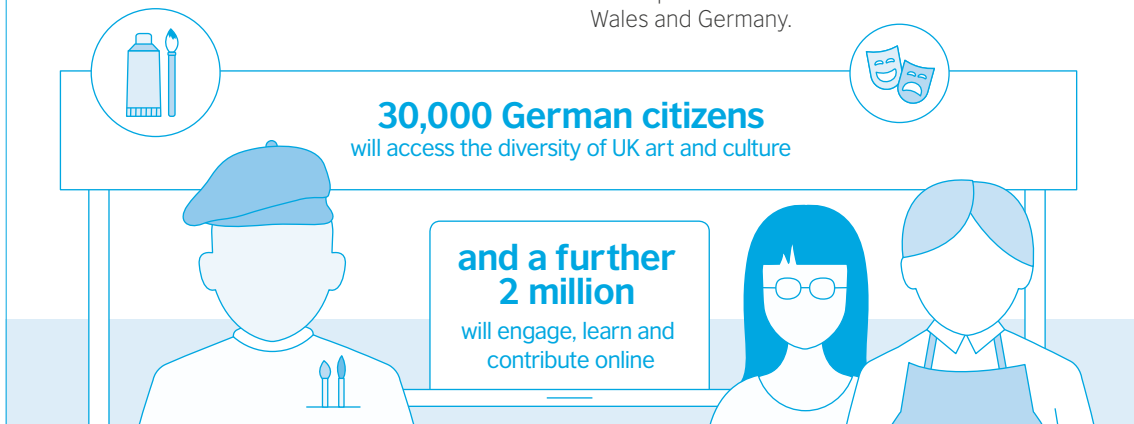 Wales and Germany.
30,000 German citizens
will access the diversity of UK art and culture
and a further
2 million
will engage, learn and
contribute online